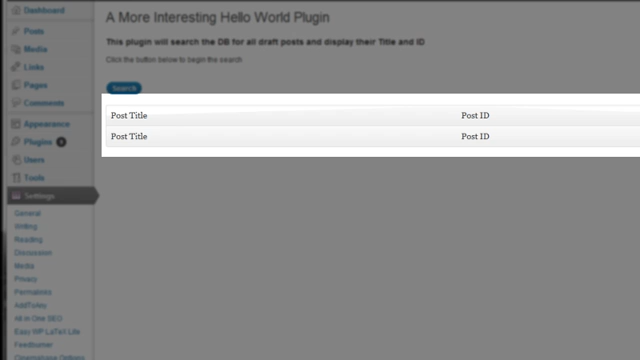 Dashboard
Posts
Media
Links
Pages
Comments
Appearance
Plugins
Users
Tools
Settings
General
Writing
Reading
Discussion
Media
Privacy
Permalinks
AddToAny
All in One SEO
Easy WP LaTeX Lite
Feedburner
Cinemabone Options
A More Interesting Hello World Plugin
This plugin will search the DB for all draft posts and display their Title and ID
Click the button below to begin the search
Search
Post Title Post ID
Post Title Post ID